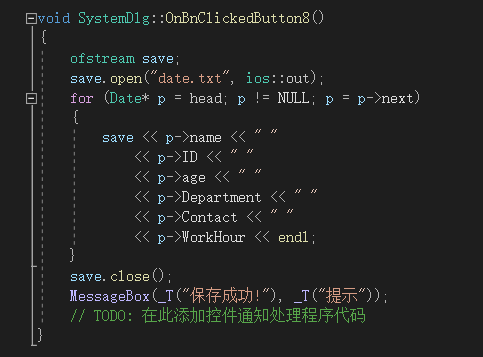 void SystemDlg::OnBnClickedButton8()
{
ofstream save;
save.open("date.txt", ios::out);
for (Date* p = head; p != NULL; p = p->next)
{
save << p->name << " "
<< p->ID << " "
<< p->age << " "
<< p->Department << " "
<< p->Contact << " "
<< p->WorkHour << endl;
}
save.close();
MessageBox(_T("保存成功!"), _T("提示"));
// TODO: 在此添加控件通知处理程序代码
}